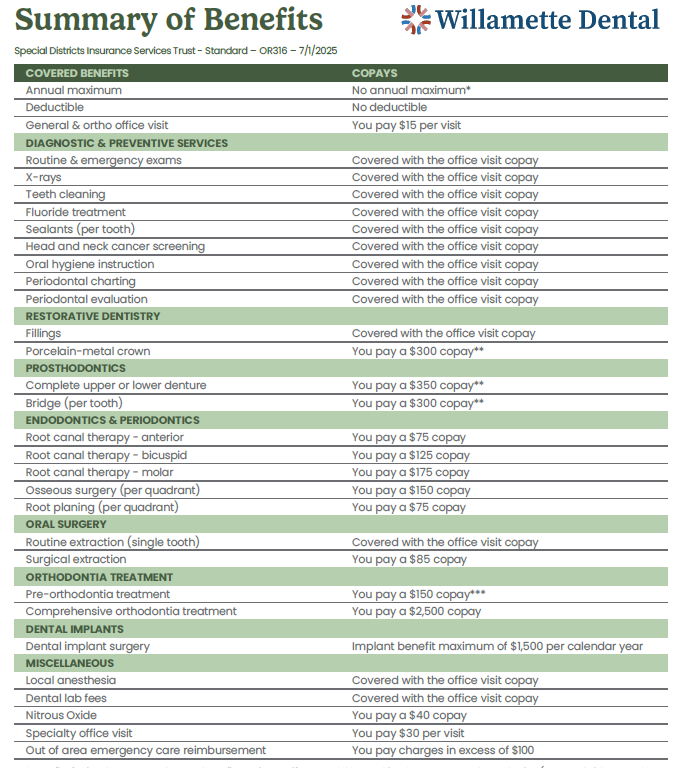 Summary of Benefits
Willamette Dental
Special Districts Insurance Services Trust - Standard – OR316 – 7/1/2025
COVERED BENEFITS COPAYS
Annual maximum No annual maximum*
Deductible No deductible
General & ortho office visit You pay $15 per visit
DIAGNOSTIC & PREVENTIVE SERVICES
Routine & emergency exams Covered with the office visit copay
X-rays Covered with the office visit copay
Teeth cleaning Covered with the office visit copay
Fluoride treatment Covered with the office visit copay
Sealants (per tooth) Covered with the office visit copay
Head and neck cancer screening Covered with the office visit copay
Oral hygiene instruction Covered with the office visit copay
Periodontal charting Covered with the office visit copay
Periodontal evaluation Covered with the office visit copay
RESTORATIVE DENTISTRY
Fillings Covered with the office visit copay
Porcelain-metal crown You pay a $300 copay**
PROSTHODONTICS
Complete upper or lower denture You pay a $350 copay**
Bridge (per tooth) You pay a $300 copay**
ENDODONTICS & PERIODONTICS
Root canal therapy - anterior You pay a $75 copay
Root canal therapy - bicuspid You pay a $125 copay
Root canal therapy - molar You pay a $175 copay
Osseous surgery (per quadrant) You pay a $150 copay
Root planing (per quadrant) You pay a $75 copay
ORAL SURGERY
Routine extraction (single tooth) Covered with the office visit copay
Surgical extraction You pay a $85 copay
ORTHODONTIA TREATMENT
Pre-orthodontia treatment You pay a $150 copay***
Comprehensive orthodontia treatment You pay a $2,500 copay
DENTAL IMPLANTS
Dental implant surgery Implant benefit maximum of $1,500 per calendar year
MISCELLANEOUS
Local anesthesia Covered with the office visit copay
Dental lab fees Covered with the office visit copay
Nitrous Oxide You pay a $40 copay
Specialty office visit You pay $30 per visit
Out of area emergency care reimbursement You pay charges in excess of $100